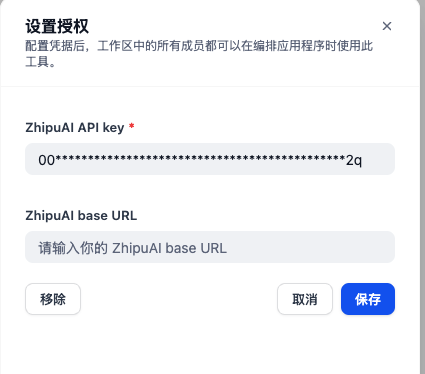 设置授权
配置凭据后，工作区中的所有成员都可以在编排应用程序时使用此
工具。
ZhipuAI API key *
00********************************************2q
ZhipuAI base URL
请输入你的 ZhipuAI base URL
移除
取消
保存